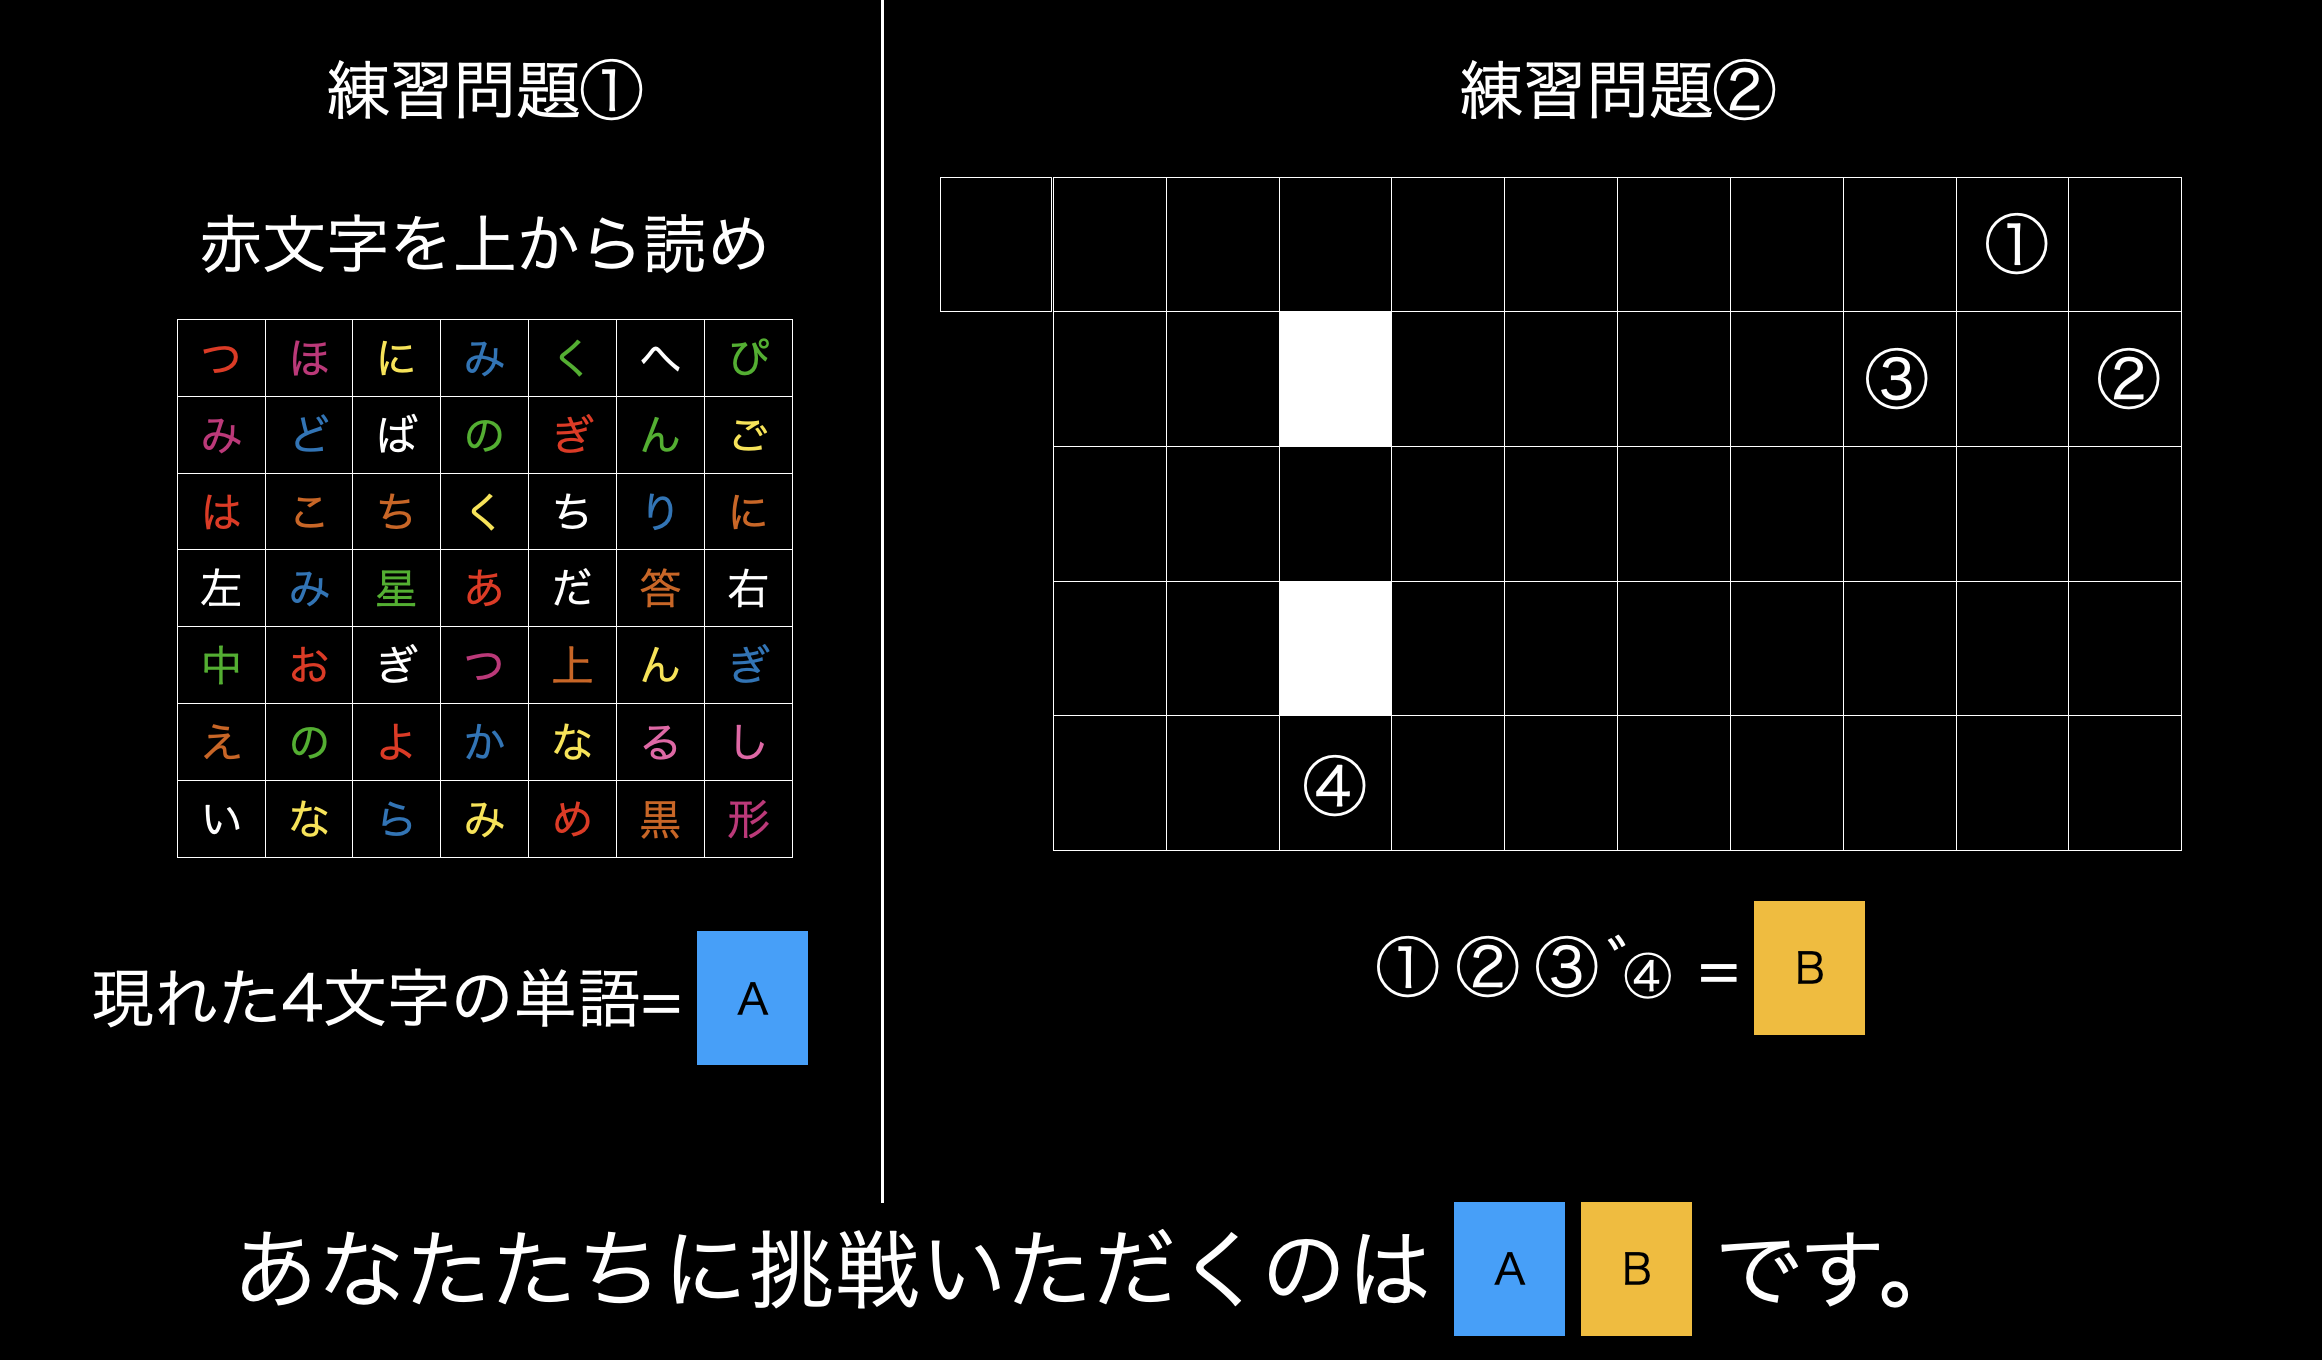 練習問題①
赤文字を上から読め
つ ほ に み く へ ぴ
み ど ば の ぎ ん ご
は こ ち く ち り に
左 み 星 あ だ 答 右
中 お ぎ つ 上 ん ぎ
え の よ か な る し
い な ら み め 黒 形
現れた4文字の単語= A
練習問題②
①
③ ②
④
① ② ③゛④ = B
あなたたちに挑戦いただくのは A B です。